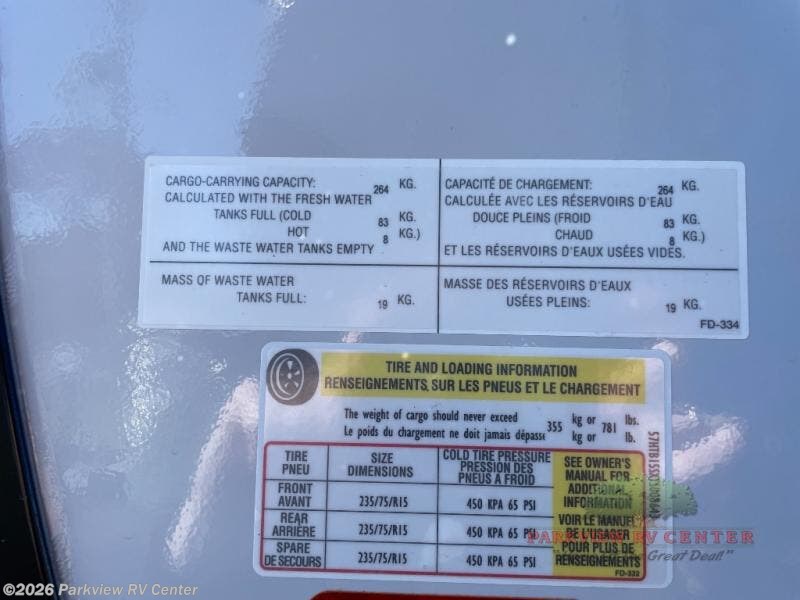 CARGO-CARRYING CAPACITY: 264 KG.
CALCULATED WITH THE FRESH WATER
TANKS FULL (COLD 83 KG.
HOT 8 KG.)
AND THE WASTE WATER TANKS EMPTY
CAPACITÉ DE CHARGEMENT: 264 KG.
CALCULÉE AVEC LES RÉSERVOIRS D'EAU
DOUCE PLEINS (FROID 83 KG.
CHAUD 8 KG.)
ET LES RÉSERVOIRS D'EAUX USÉES VIDES.
MASS OF WASTE WATER
TANKS FULL: 19 KG.
MASSE DES RÉSERVOIRS D'EAUX
USÉES PLEINS: 19 KG.
FD-334
TIRE AND LOADING INFORMATION
RENSEIGNEMENTS SUR LES PNEUS ET LE CHARGEMENT
The weight of cargo should never exceed 355 kg or 781 lbs.
Le poids du chargement ne doit jamais dépasse kg or lb.
TIRE
PNEU
SIZE
DIMENSIONS
COLD TIRE PRESSURE
PRESSION DES
PNEUS A FROID
SEE OWNER'S
MANUAL FOR
ADDITIONAL
INFORMATION
FRONT
AVANT
235/75/R15
450 KPA 65 PSI
REAR
ARRIÈRE
235/75/R15
450 KPA 65 PSI
VOIR LE MANUEL
DE L'USAGER
POUR PLUS DE
RENSEIGNEMENTS
SPARE
DE SECOURS
235/75/R15
450 KPA 65 PSI
FD-332
PARKVIEW RV CENTER
Great Deal!"
©2026 Parkview RV Center